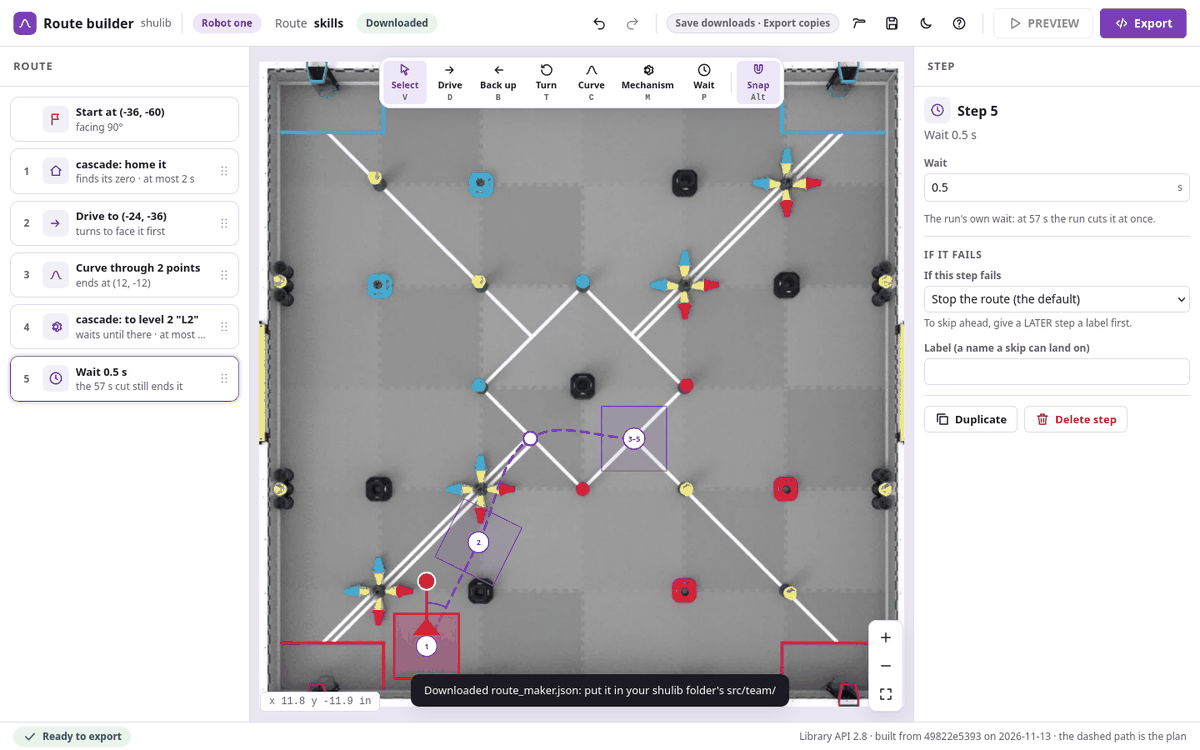 Route builder shulib Robot one Route skills Downloaded Save downloads · Export copies PREVIEW Export
ROUTE
Start at (-36, -60)
facing 90°
1 cascade: home it
finds its zero · at most 2 s
2 Drive to (-24, -36)
turns to face it first
3 Curve through 2 points
ends at (12, -12)
4 cascade: to level 2 "L2"
waits until there · at most ...
5 Wait 0.5 s
the 57 s cut still ends it
Select Drive Back up Turn Curve Mechanism Wait Snap
V D B T C M P Alt
3–5
2
1
x 11.8 y -11.9 in
Downloaded route_maker.json: put it in your shulib folder's src/team/
STEP
Step 5
Wait 0.5 s
Wait
0.5 s
The run's own wait: at 57 s the run cuts it at once.
IF IT FAILS
If this step fails
Stop the route (the default)
To skip ahead, give a LATER step a label first.
Label (a name a skip can land on)
Duplicate Delete step
Ready to export
Library API 2.8 · built from 49822e5393 on 2026-11-13 · the dashed path is the plan